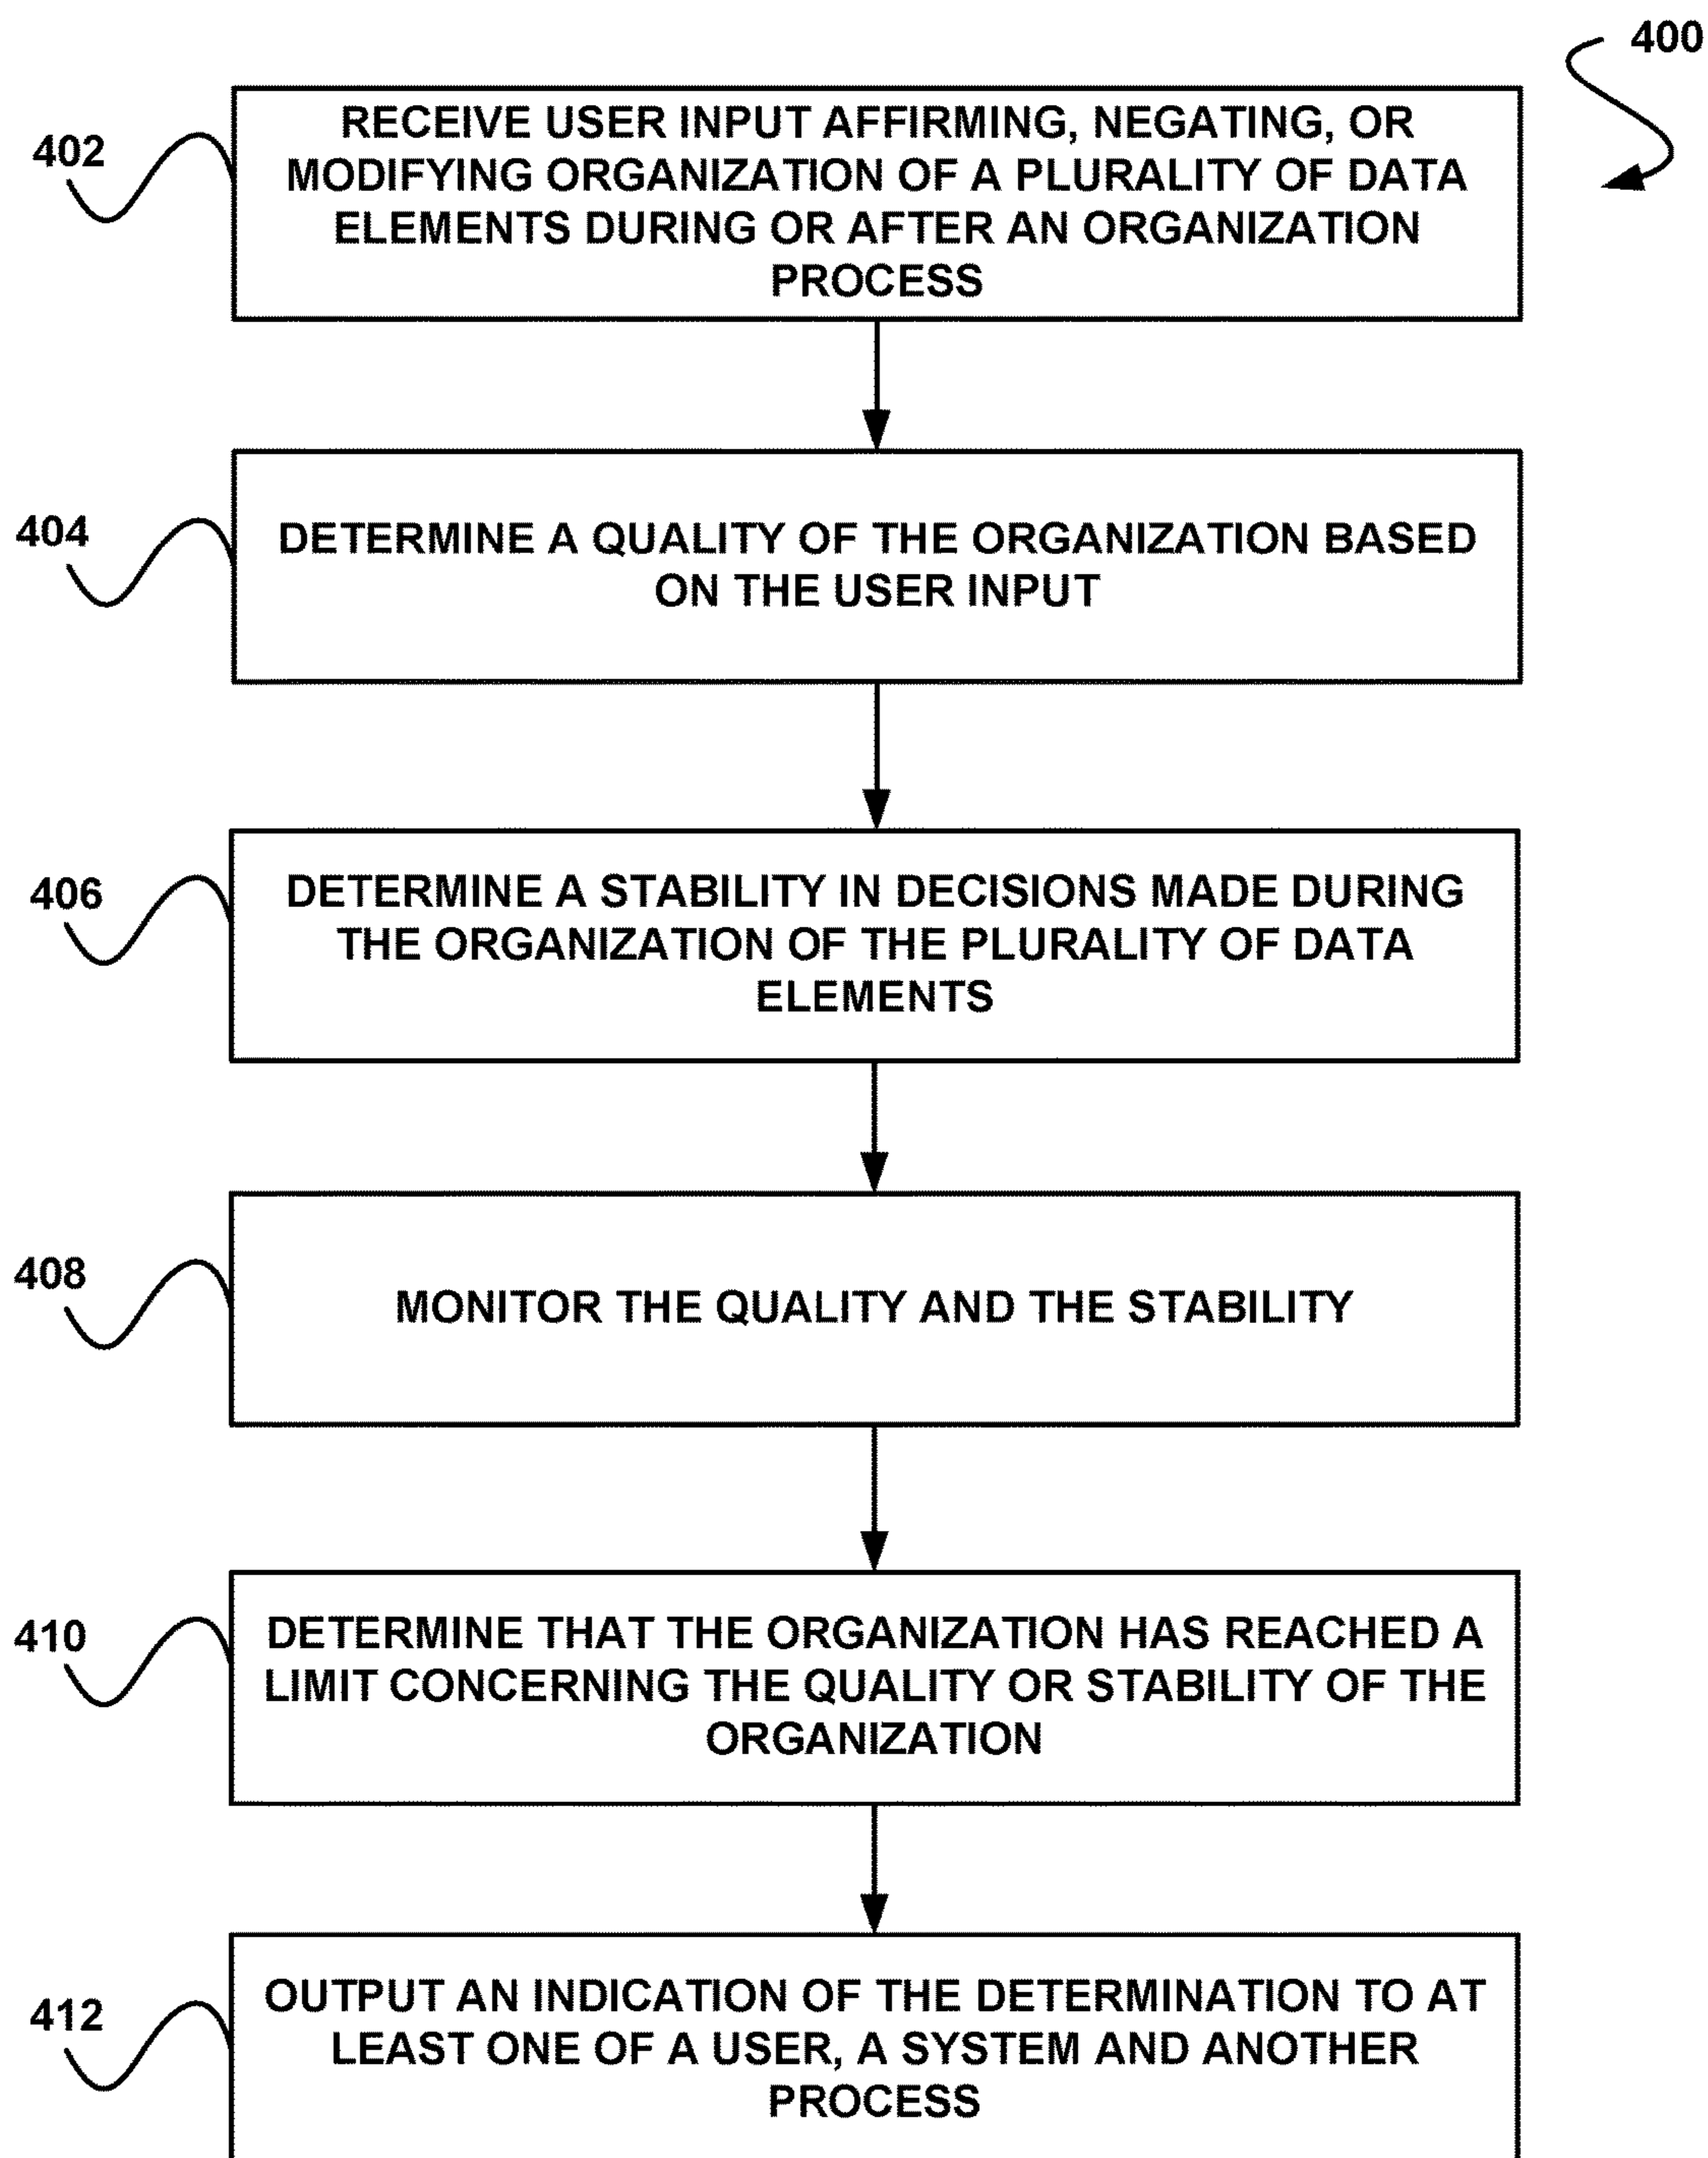 400
402
RECEIVE USER INPUT AFFIRMING, NEGATING, OR
MODIFYING ORGANIZATION OF A PLURALITY OF DATA
ELEMENTS DURING OR AFTER AN ORGANIZATION
PROCESS
404
DETERMINE A QUALITY OF THE ORGANIZATION BASED
ON THE USER INPUT
406
DETERMINE A STABILITY IN DECISIONS MADE DURING
THE ORGANIZATION OF THE PLURALITY OF DATA
ELEMENTS
408
MONITOR THE QUALITY AND THE STABILITY
410
DETERMINE THAT THE ORGANIZATION HAS REACHED A
LIMIT CONCERNING THE QUALITY OR STABILITY OF THE
ORGANIZATION
412
OUTPUT AN INDICATION OF THE DETERMINATION TO AT
LEAST ONE OF A USER, A SYSTEM AND ANOTHER
PROCESS